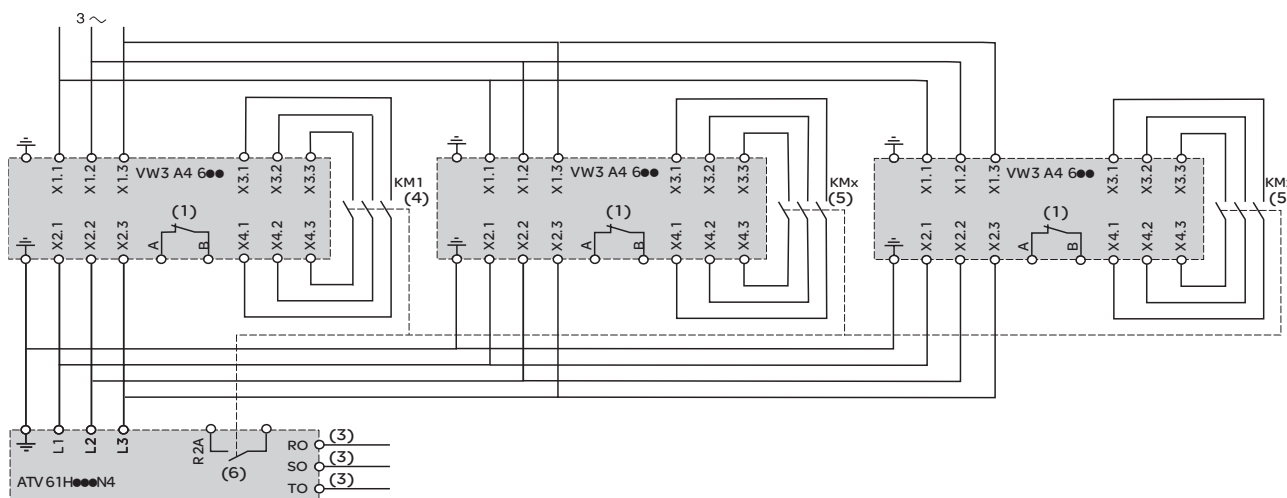 3 ~
X1.1 X1.2 X1.3 VW3 A4 6●● X3.1 X3.2 X3.3
KM1
(4)
X2.1 X2.2 X2.3 A (1) B X4.1 X4.2 X4.3
X1.1 X1.2 X1.3 VW3 A4 6●● X3.1 X3.2 X3.3
KMx
(5)
X2.1 X2.2 X2.3 A (1) B X4.1 X4.2 X4.3
X1.1 X1.2 X1.3 VW3 A4 6●● X3.1 X3.2 X3.3
X2.1 X2.2 X2.3 A (1) B X4.1 X4.2 X4.3
L1 L2 L3
R2A
(6)
RO (3)
SO (3)
TO (3)
ATV 61H●●●N4